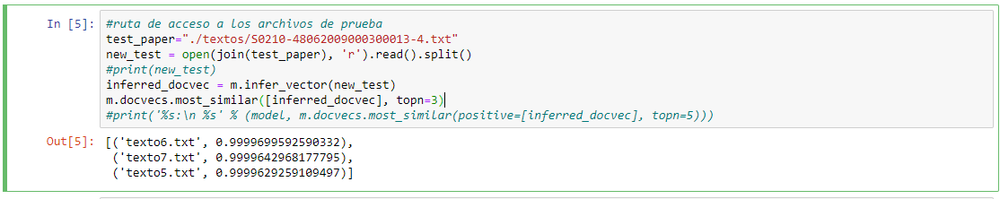 In [5]: #ruta de acceso a los archivos de prueba
test_paper="./textos/S0210-48062009000300013-4.txt"
new_test = open(join(test_paper), 'r').read().split()
#print(new_test)
inferred_docvec = m.infer_vector(new_test)
m.docvecs.most_similar([inferred_docvec], topn=3)
#print('%s:\n %s' % (model, m.docvecs.most_similar(positive=[inferred_docvec], topn=5)))
Out[5]: [('texto6.txt', 0.9999699592590332),
('texto7.txt', 0.9999642968177795),
('texto5.txt', 0.9999629259109497)]